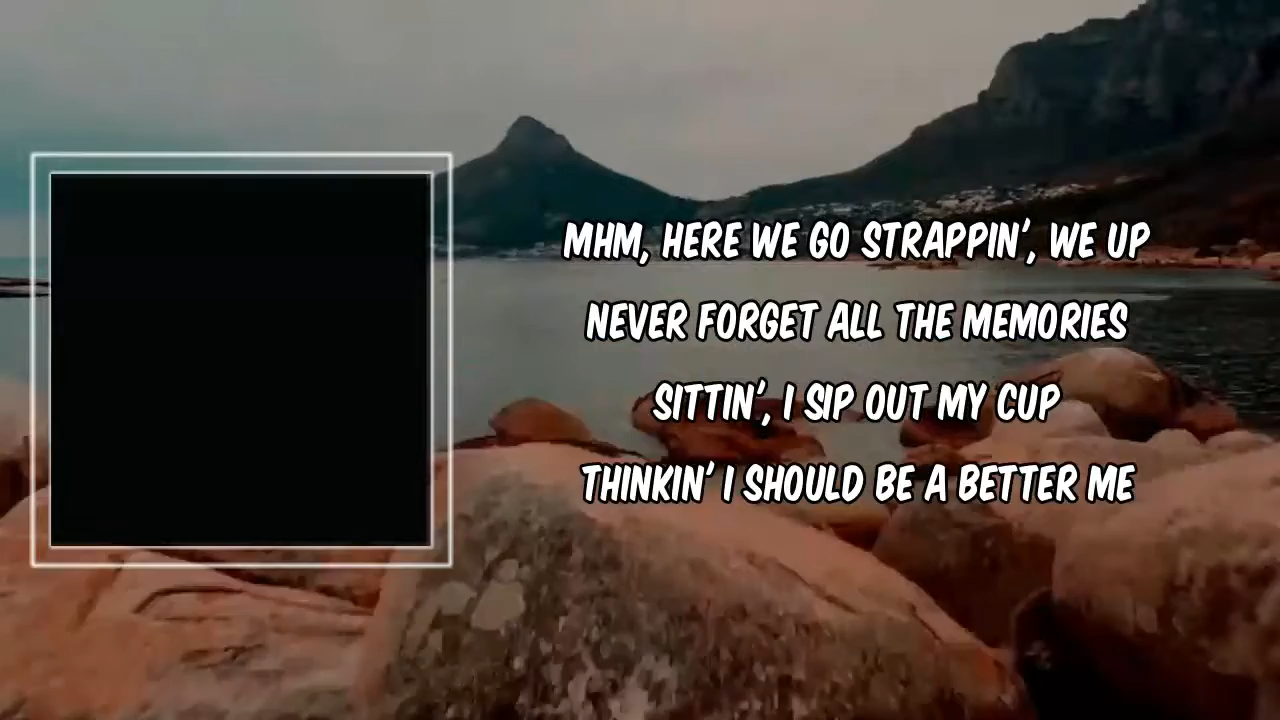 MHM, HERE WE GO STRAPPIN', WE UP
NEVER FORGET ALL THE MEMORIES
SITTIN', I SIP OUT MY CUP
THINKIN' I SHOULD BE A BETTER ME